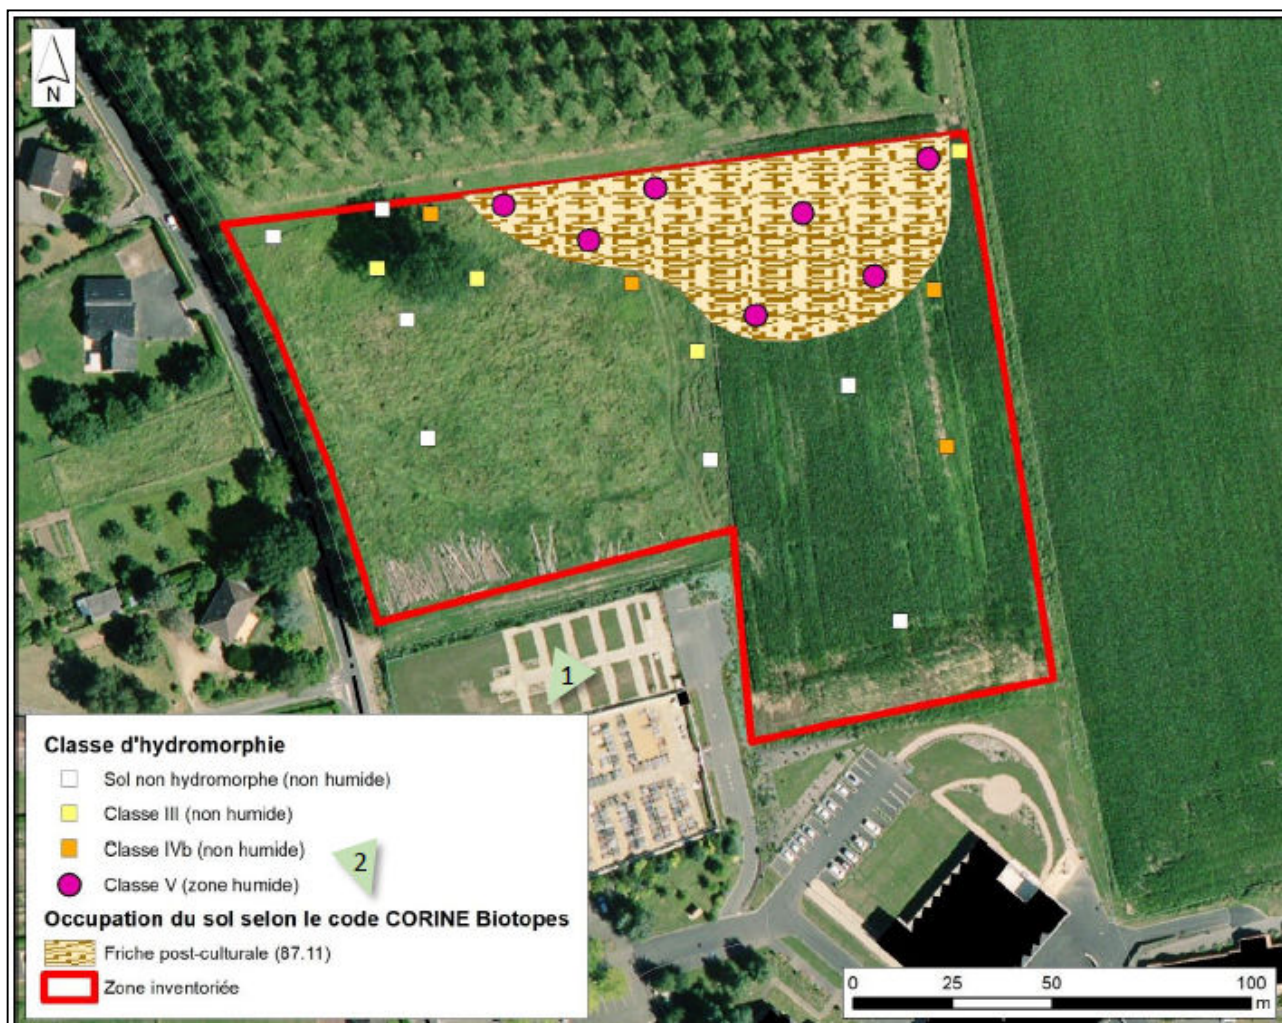 N
1
Classe d'hydromorphie
Sol non hydromorphe (non humide)
Classe III (non humide)
Classe IVb (non humide)
2
Classe V (zone humide)
Occupation du sol selon le code CORINE Biotopes
Friche post-culturale (87.11)
Zone inventoriée
0 25 50 100
m